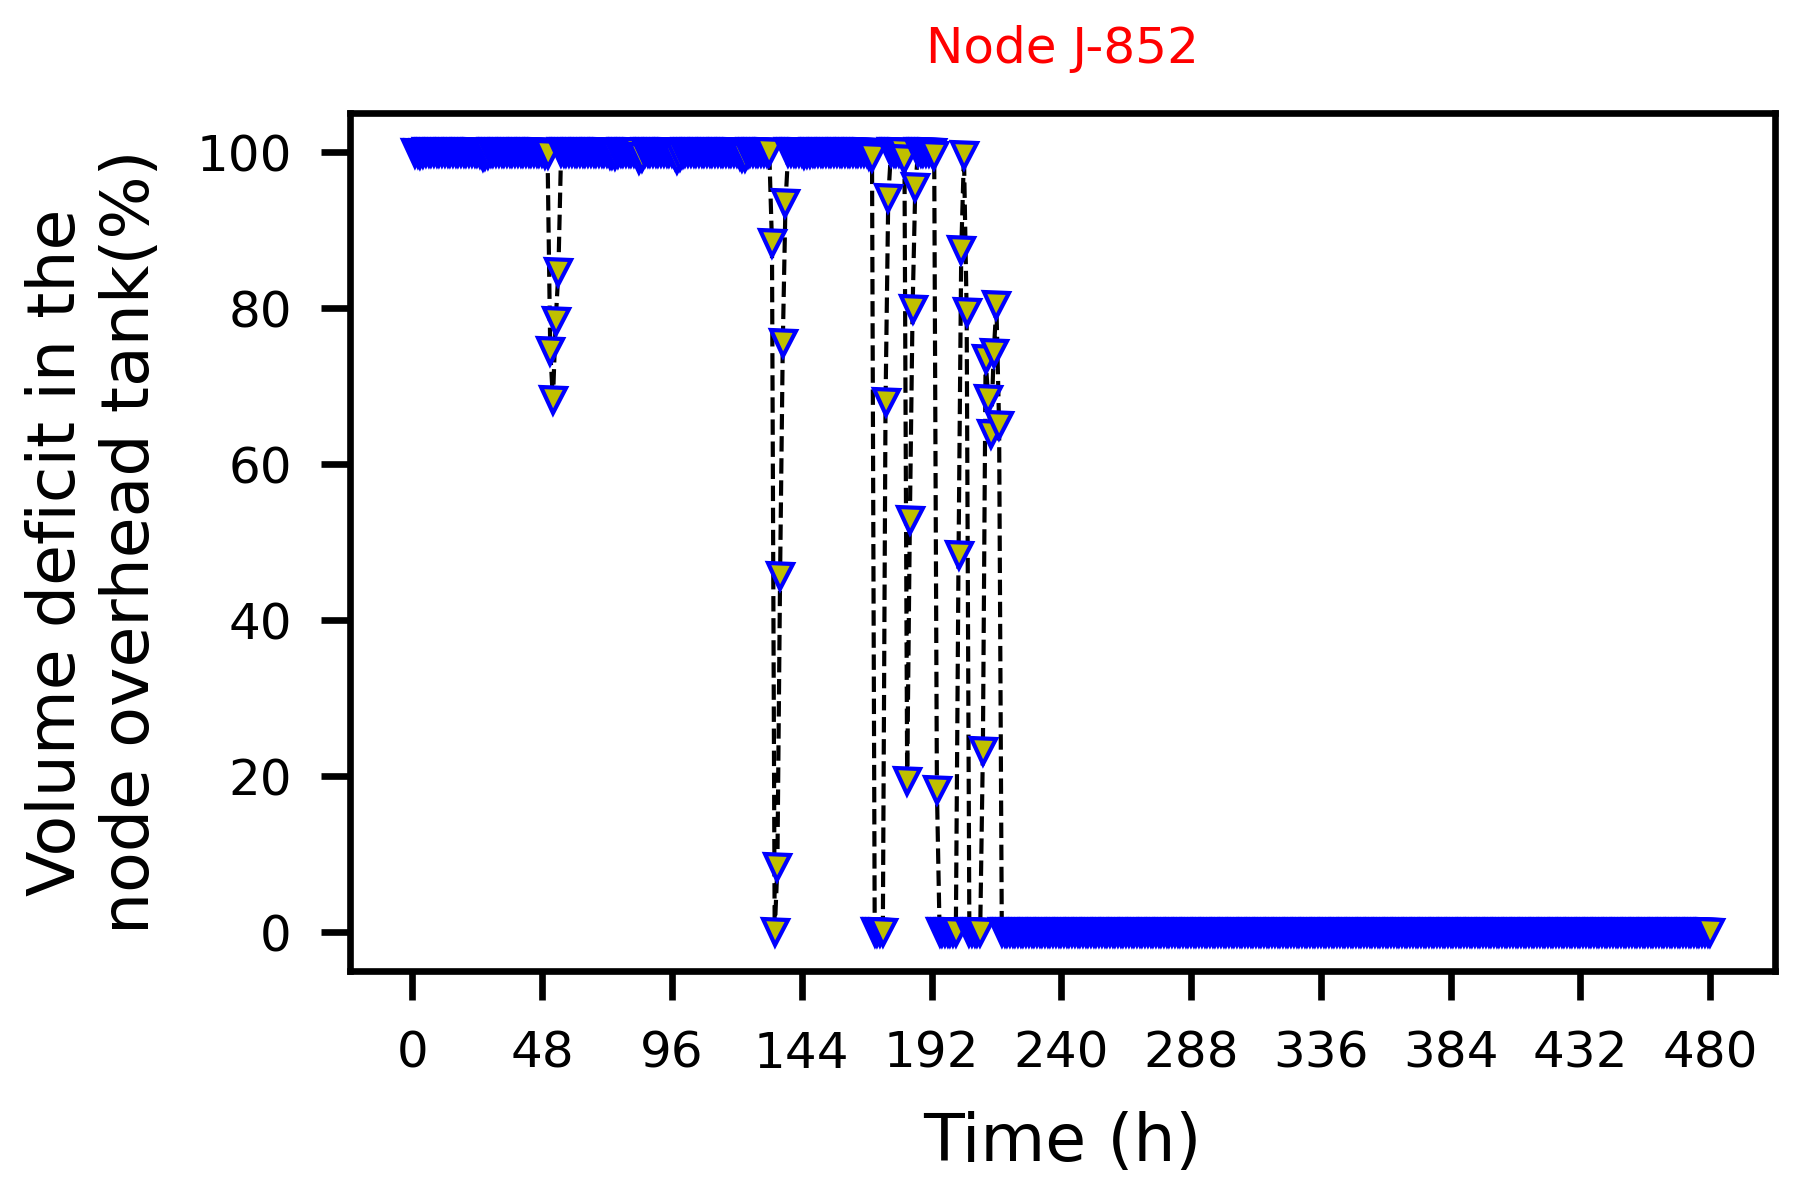 Node J-852
Volume deficit in the
node overhead tank(%)
100
80
60
40
20
0
0 48 96 144 192 240 288 336 384 432 480
Time (h)